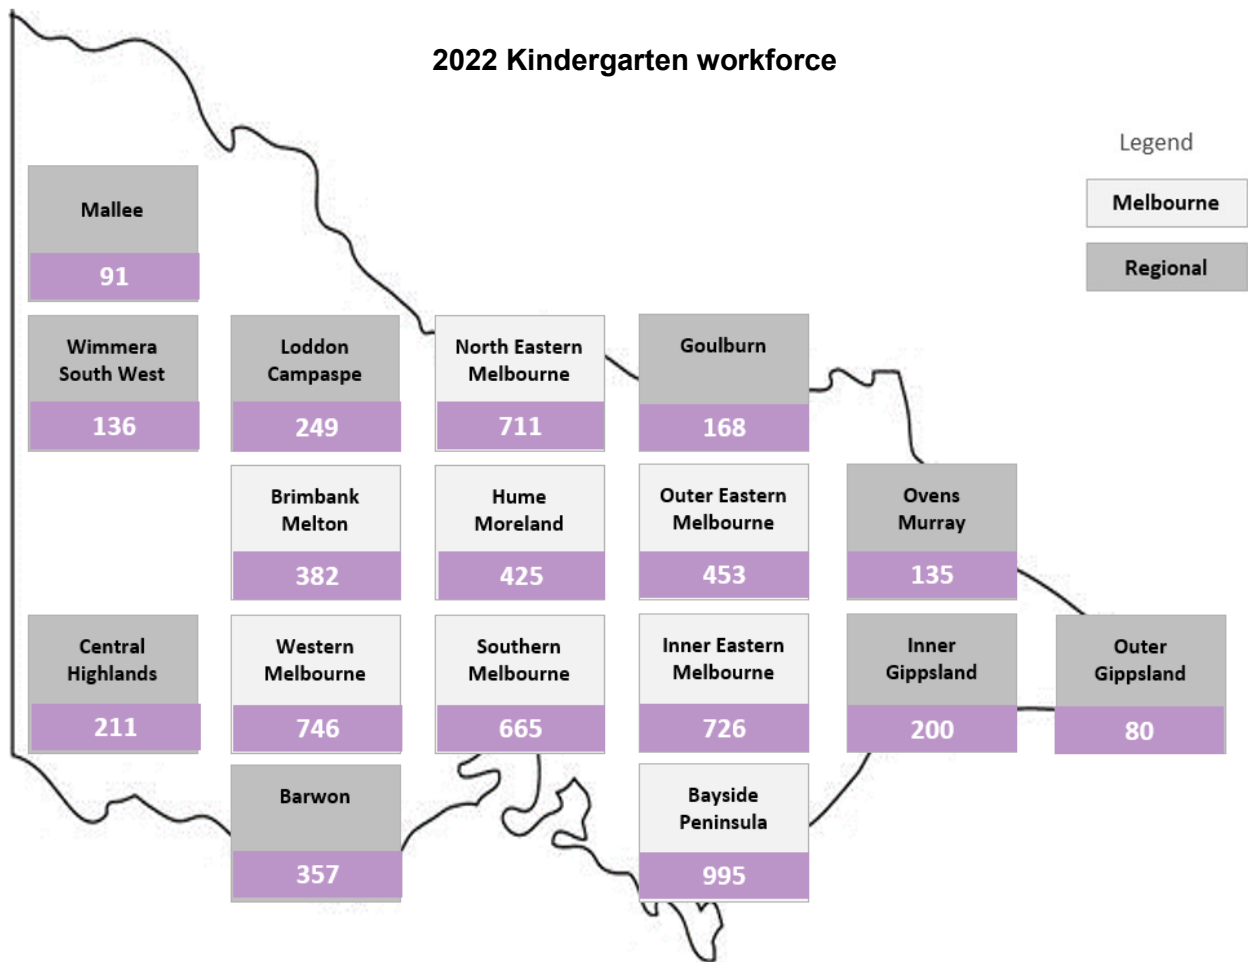 2022 Kindergarten workforce
Legend
Melbourne
Regional
Mallee
91
Wimmera
South West
136
Loddon
Campaspe
249
North Eastern
Melbourne
711
Goulburn
168
Brimbank
Melton
382
Hume
Moreland
425
Outer Eastern
Melbourne
453
Ovens
Murray
135
Central
Highlands
211
Western
Melbourne
746
Southern
Melbourne
665
Inner Eastern
Melbourne
726
Inner
Gippsland
200
Outer
Gippsland
80
Barwon
357
Bayside
Peninsula
995